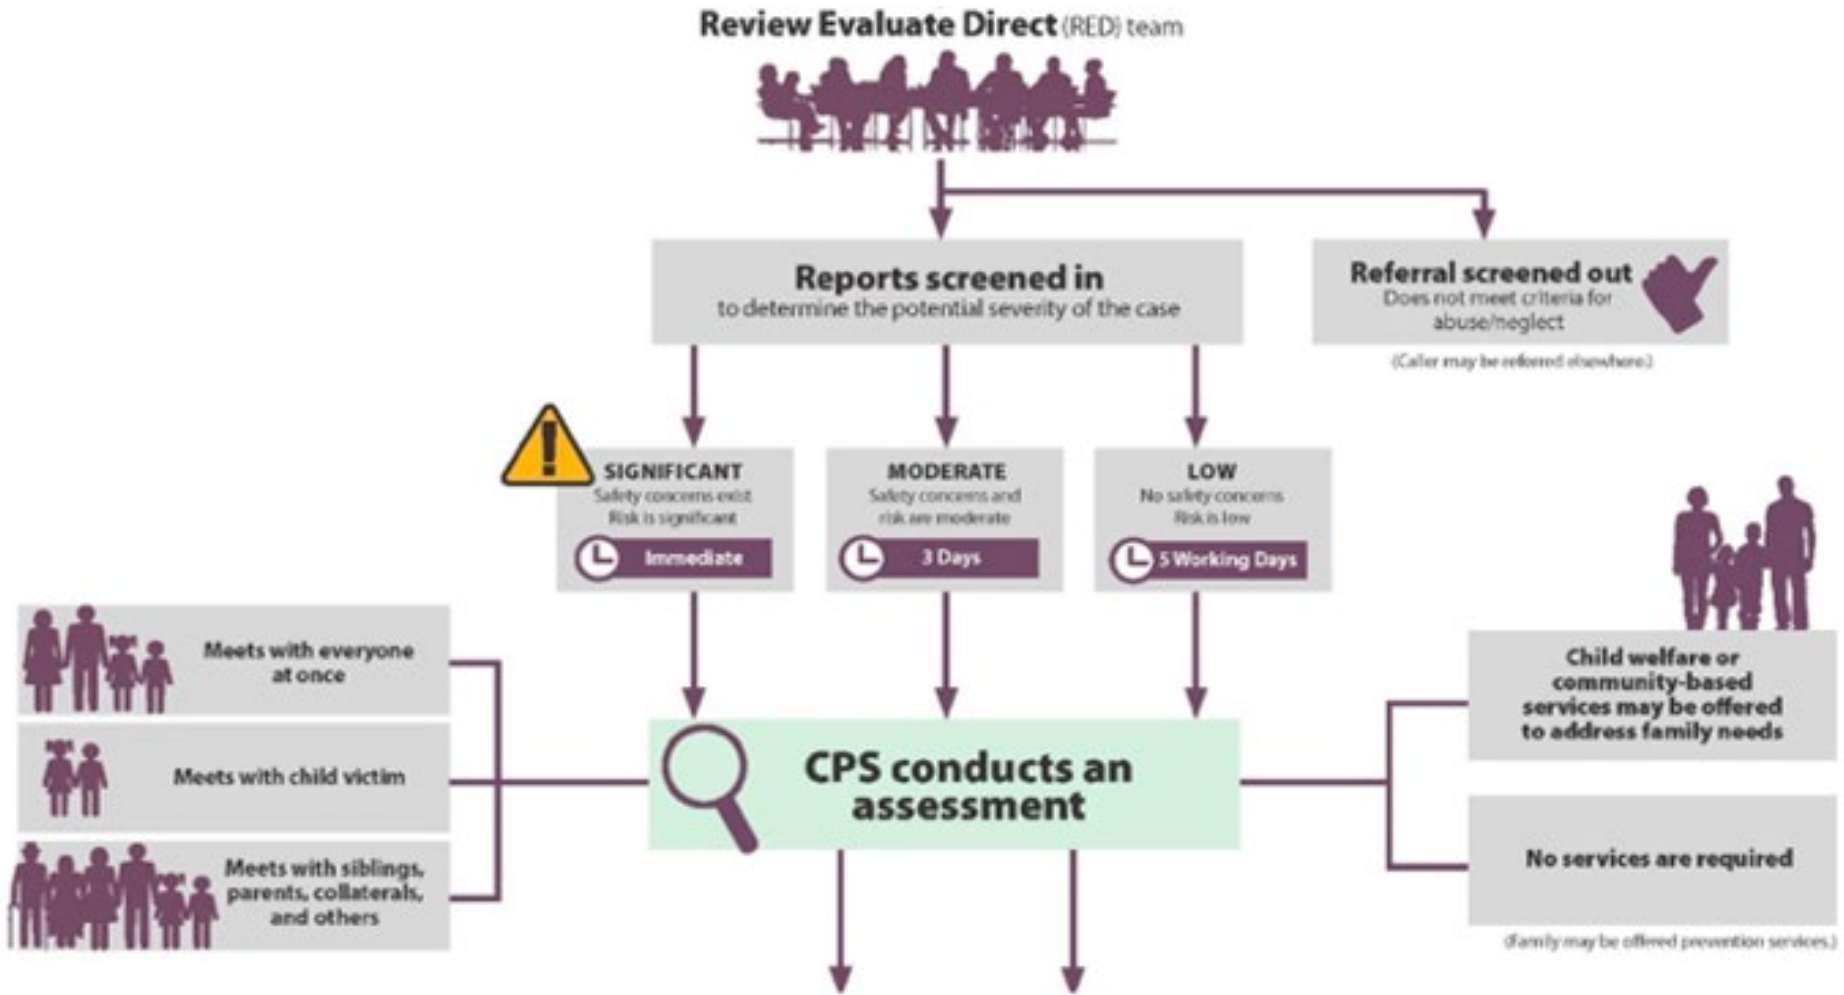 Review Evaluate Direct (RED) team
Reports screened in
to determine the potential severity of the case
Referral screened out
Does not meet criteria for
abuse/neglect
(Caller may be referred elsewhere.)
SIGNIFICANT
Safety concerns exist
Risk is significant
Immediate
MODERATE
Safety concerns and
risk are moderate
3 Days
LOW
No safety concerns
Risk is low
5 Working Days
Meets with everyone
at once
Meets with child victim
Meets with siblings,
parents, collaterals,
and others
CPS conducts an
assessment
Child welfare or
community-based
services may be offered
to address family needs
No services are required
(Family may be offered prevention services.)